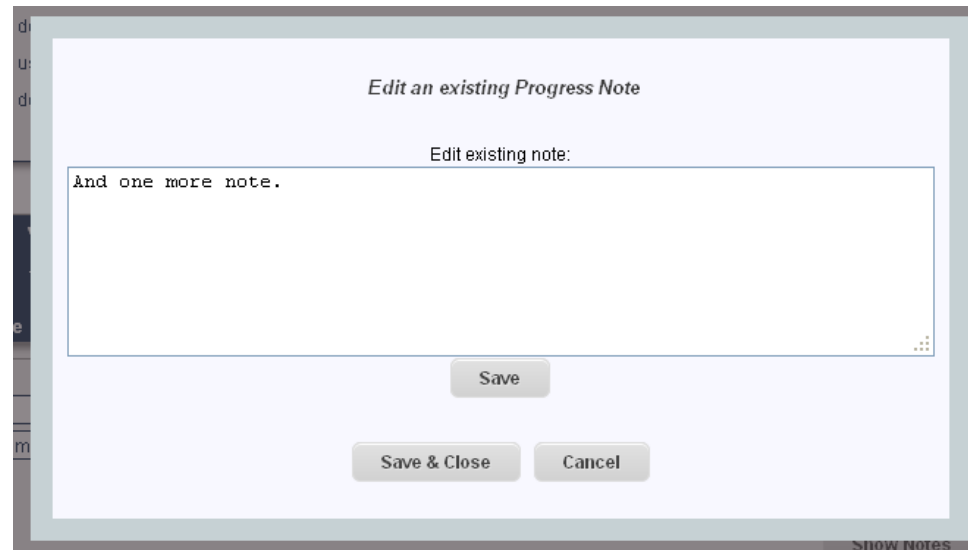 Edit an existing Progress Note
Edit existing note:
And one more note.
Save
Save & Close
Cancel
Show Notes